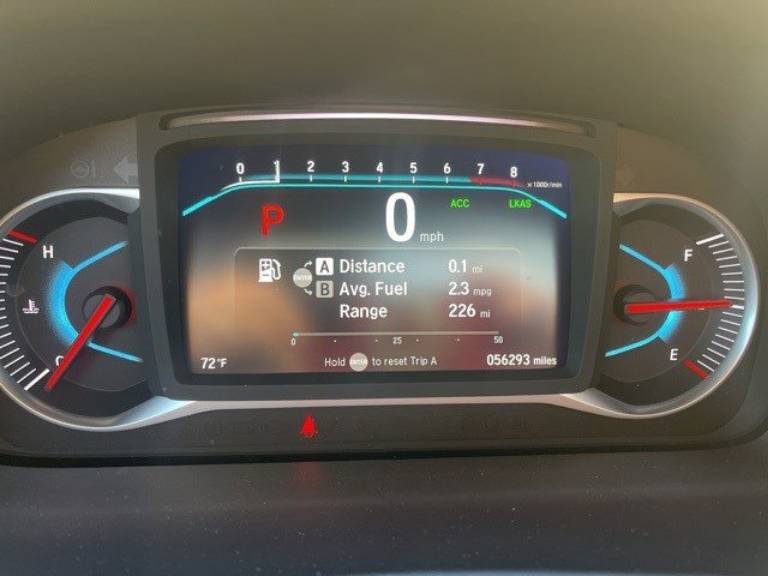 0 1 2 3 4 5 6 7 8 x1000r/min
P 0 mph ACC LKAS
H F
ENTER A Distance 0.1 mi
B Avg. Fuel 2.3 mpg
Range 226 mi
0 25 50
C E
72°F Hold ENTER to reset Trip A 056293 miles